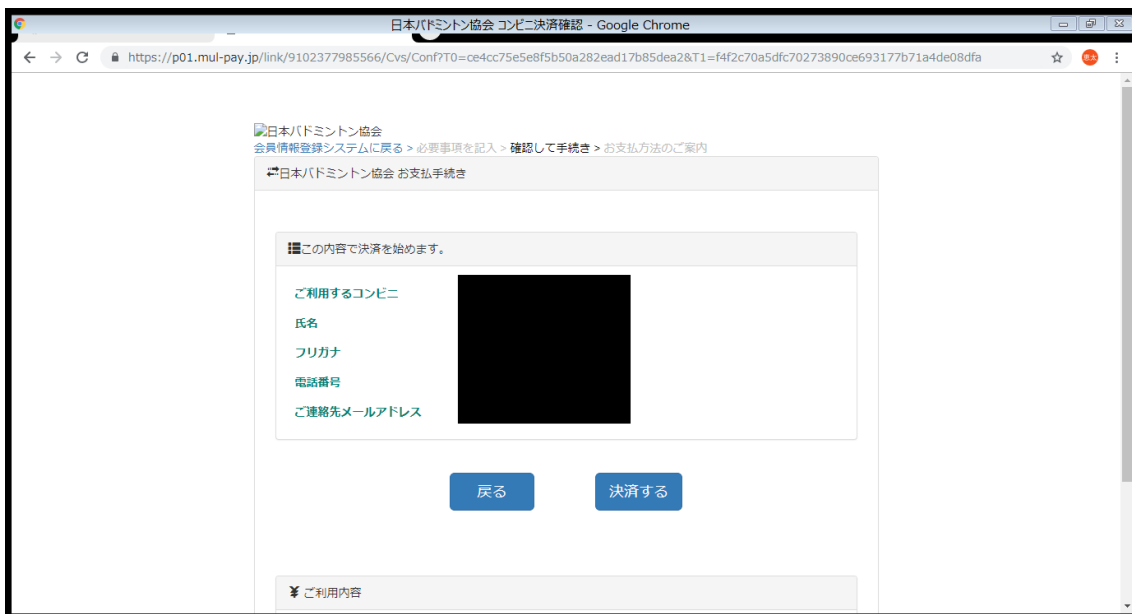 日本バドミントン協会 コンビニ決済確認 - Google Chrome
https://p01.mul-pay.jp/link/9102377985566/Cvs/Conf?T0=ce4cc75e5e8f5b50a282ead17b85dea2&T1=f4f2c70a5dfc70273890ce693177b71a4de08dfa
日本バドミントン協会
会員情報登録システムに戻る > 必要事項を記入 > 確認して手続き > お支払方法のご案内
日本バドミントン協会 お支払手続き
この内容で決済を始めます。
ご利用するコンビニ
氏名
フリガナ
電話番号
ご連絡先メールアドレス
戻る 決済する
¥ ご利用内容